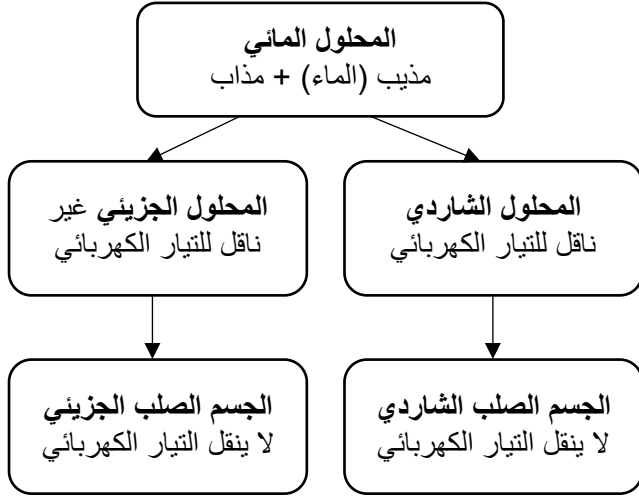 المحلول المائي
مذيب (الماء) + مذاب
المحلول الشاردي
ناقل للتيار الكهربائي
المحلول الجزيئي غير
ناقل للتيار الكهربائي
الجسم الصلب الشاردي
لا ينقل التيار الكهربائي
الجسم الصلب الجزيئي
لا ينقل التيار الكهربائي